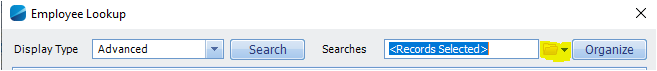 Employee Lookup
Display Type Advanced Search Searches <Records Selected> Organize